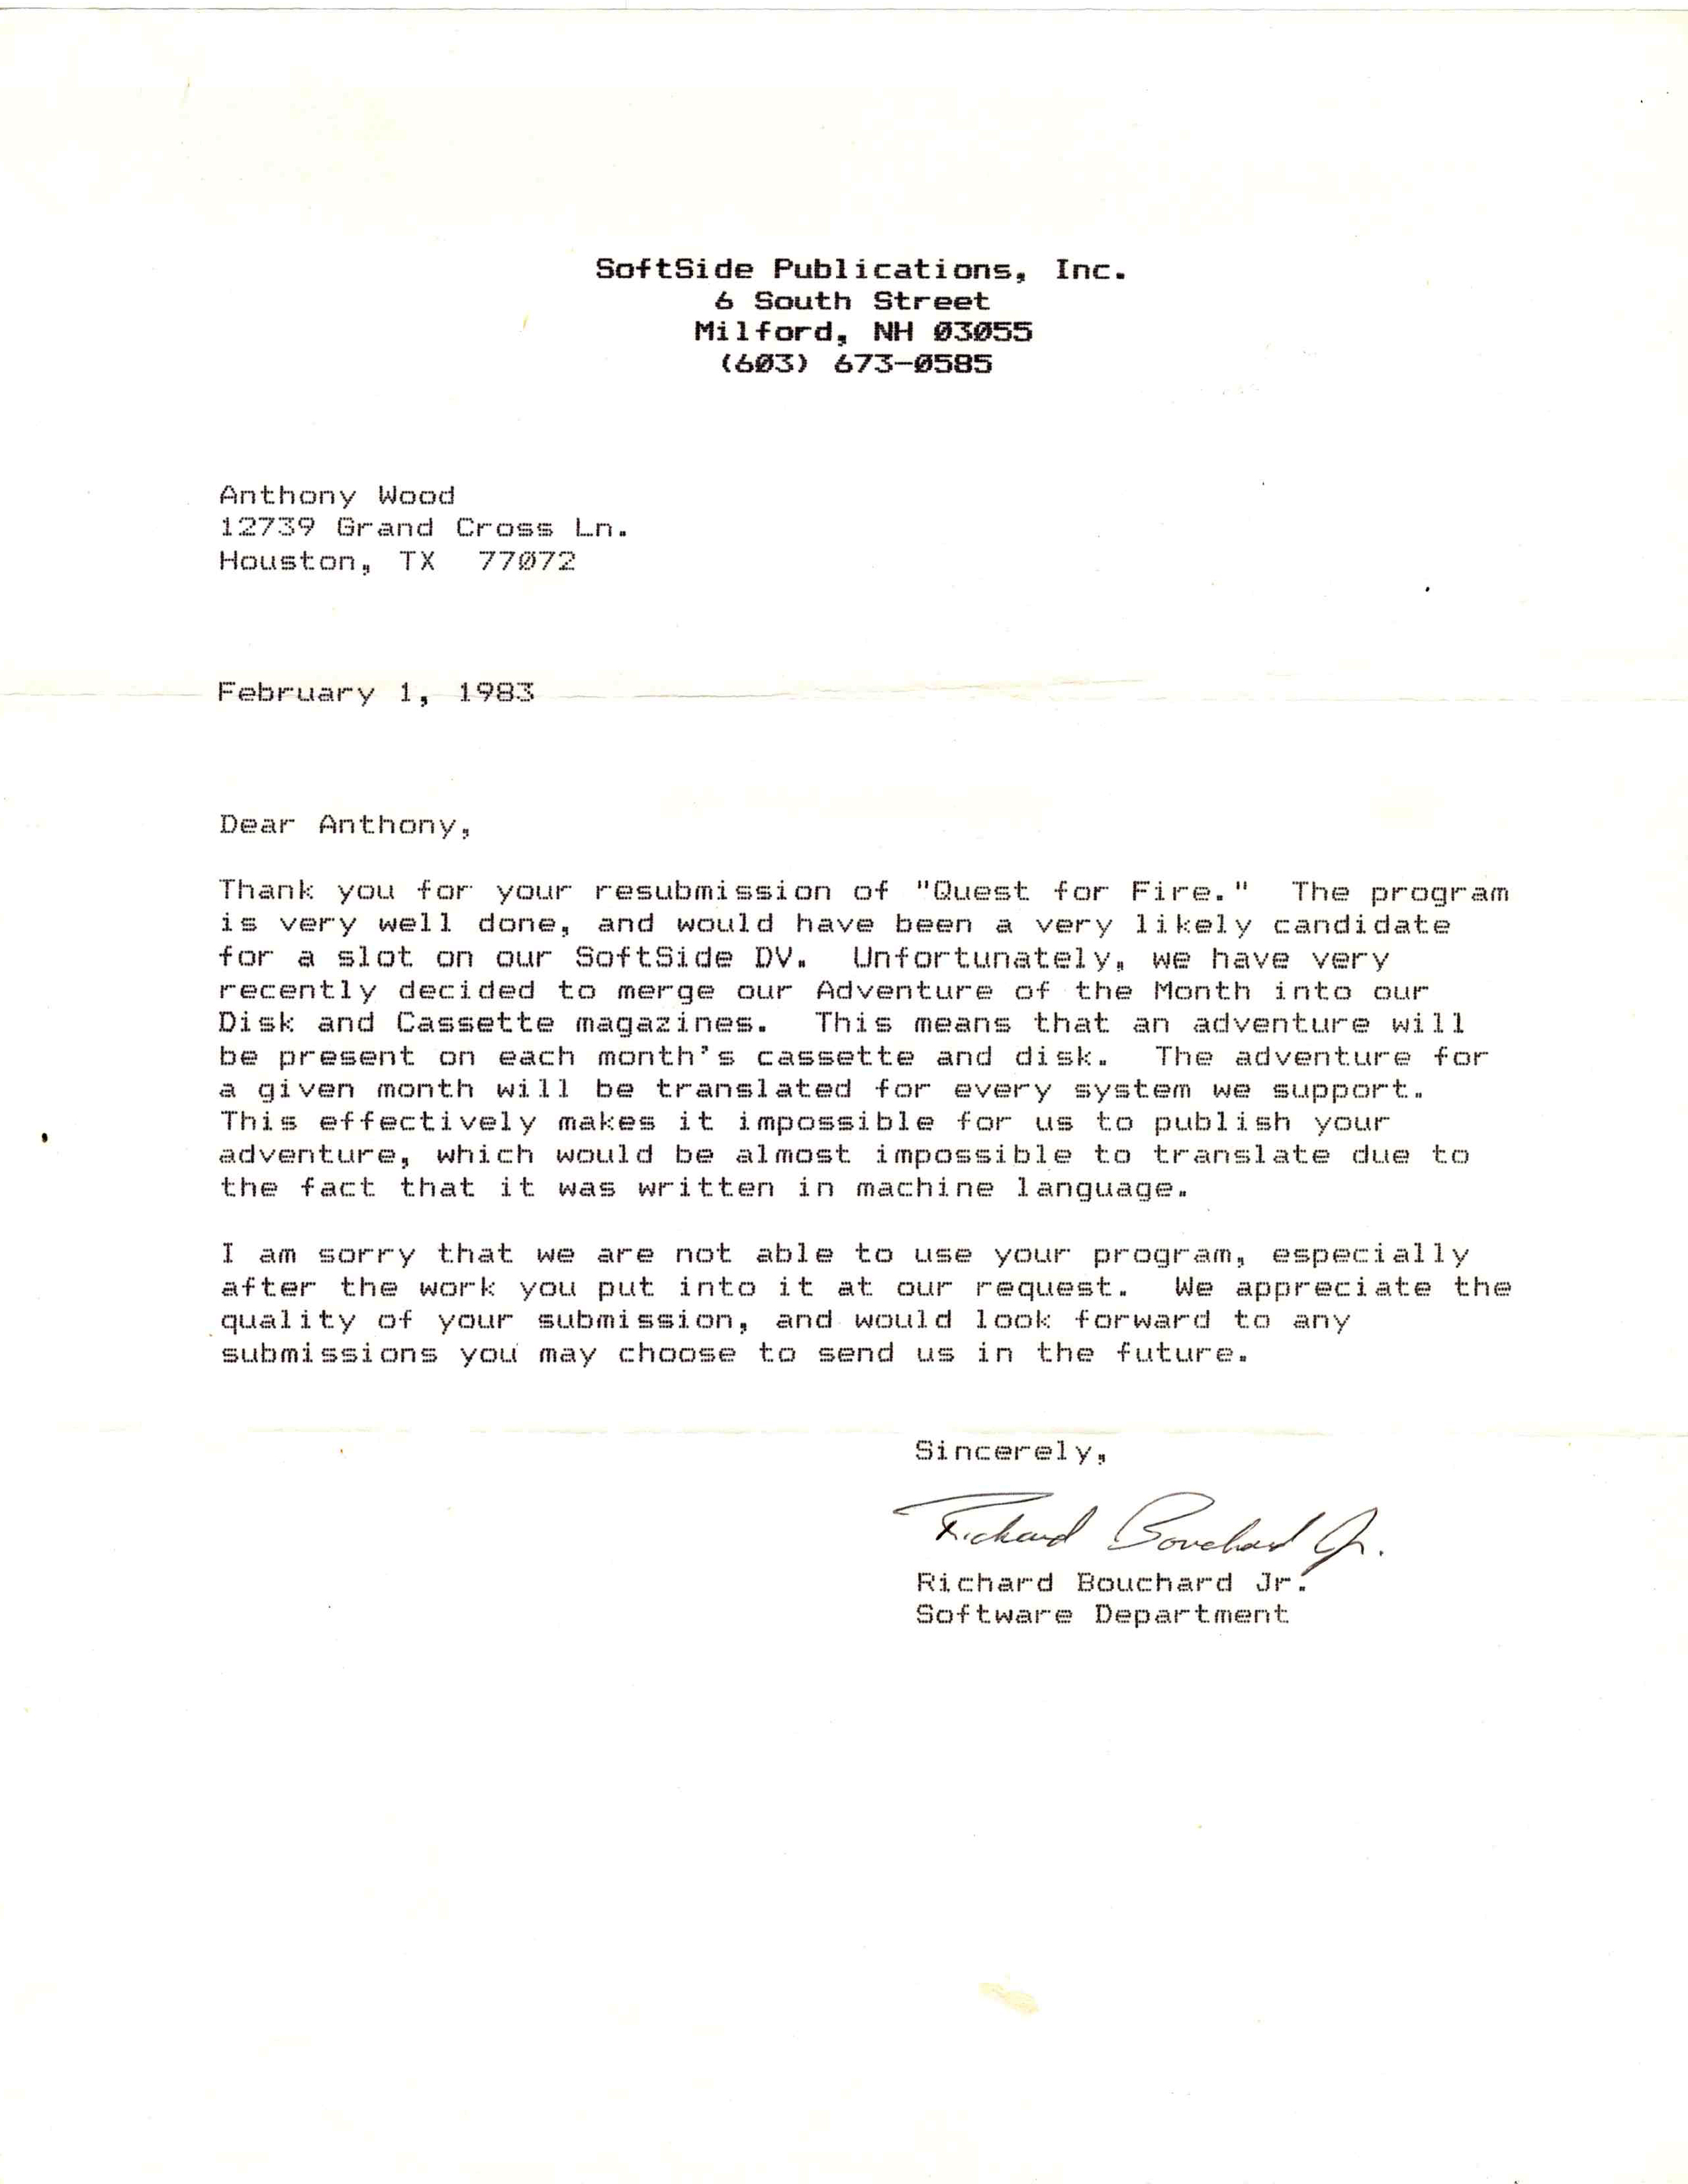 SoftSide Publications, Inc.
6 South Street
Milford, NH 03055
(603) 673-0585
Anthony Wood
12739 Grand Cross Ln.
Houston, TX  77072
February 1, 1983
Dear Anthony,
Thank you for your resubmission of "Quest for Fire."  The program
is very well done, and would have been a very likely candidate
for a slot on our SoftSide DV.  Unfortunately, we have very
recently decided to merge our Adventure of the Month into our
Disk and Cassette magazines.  This means that an adventure will
be present on each month's cassette and disk.  The adventure for
a given month will be translated for every system we support.
This effectively makes it impossible for us to publish your
adventure, which would be almost impossible to translate due to
the fact that it was written in machine language.
I am sorry that we are not able to use your program, especially
after the work you put into it at our request.  We appreciate the
quality of your submission, and would look forward to any
submissions you may choose to send us in the future.
Sincerely,
Richard Bouchard Jr.
Richard Bouchard Jr.
Software Department